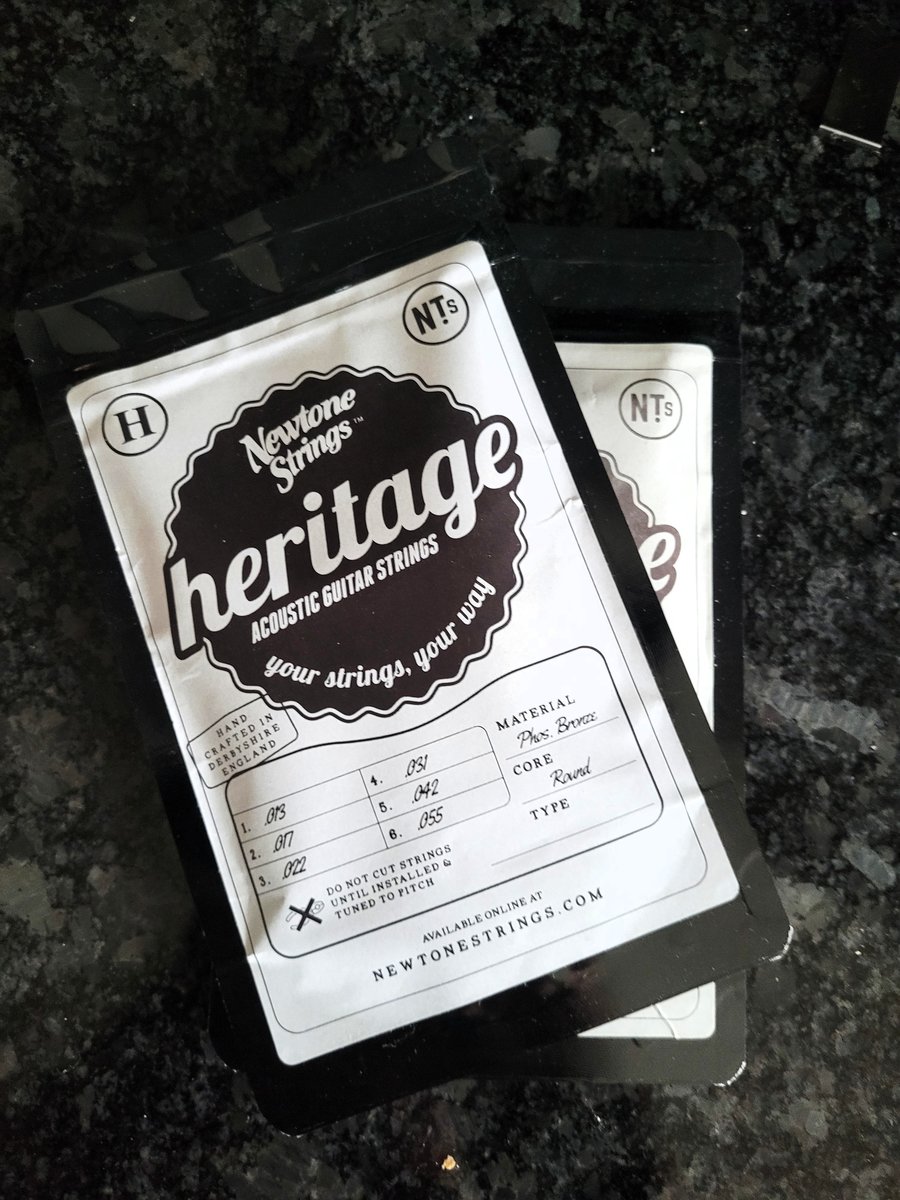 NTs
H
Newtone
Strings™
heritage
ACOUSTIC GUITAR STRINGS
your strings, your way
HAND
CRAFTED IN
DERBYSHIRE
ENGLAND
1. .013
2. .017
3. .022
4. .031
5. .042
6. .055
MATERIAL
Phos. Bronze
CORE
Round
TYPE
DO NOT CUT STRINGS
UNTIL INSTALLED &
TUNED TO PITCH
AVAILABLE ONLINE AT
NEWTONESTRINGS.COM
NTs
e